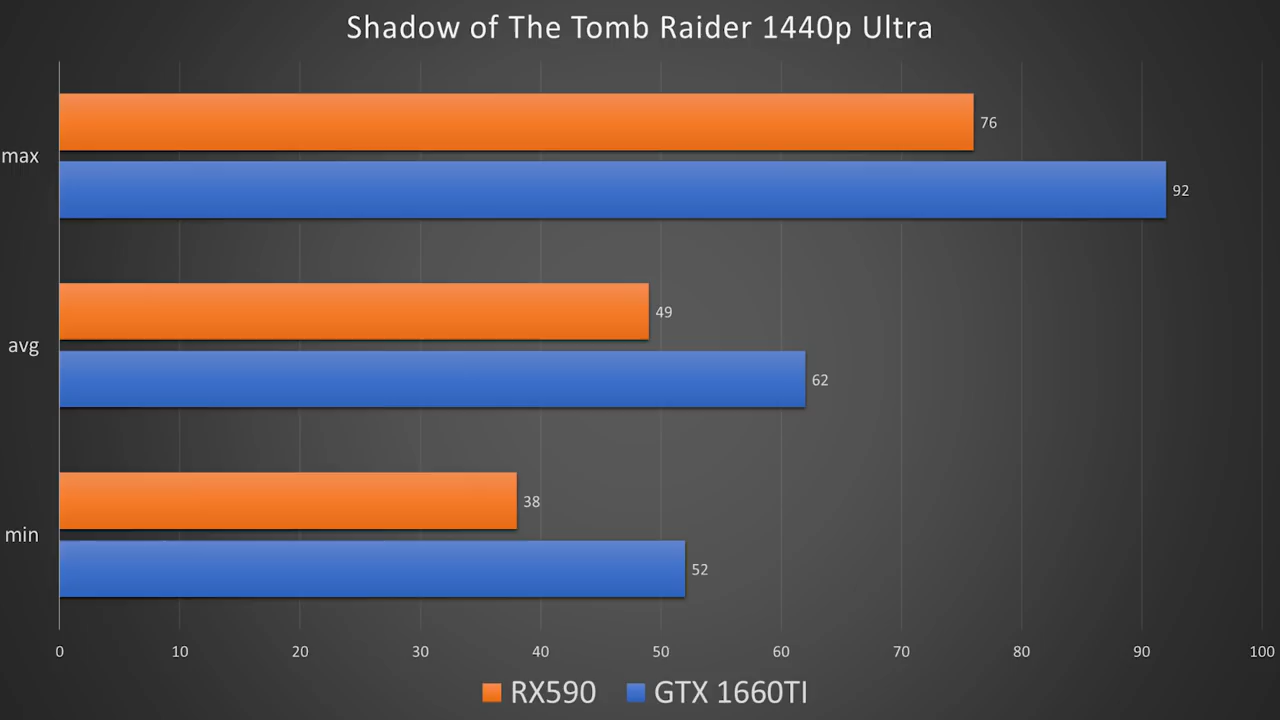 Shadow of The Tomb Raider 1440p Ultra
76
max
92
49
avg
62
38
min
52
0 10 20 30 40 50 60 70 80 90 100
RX590 GTX 1660TI